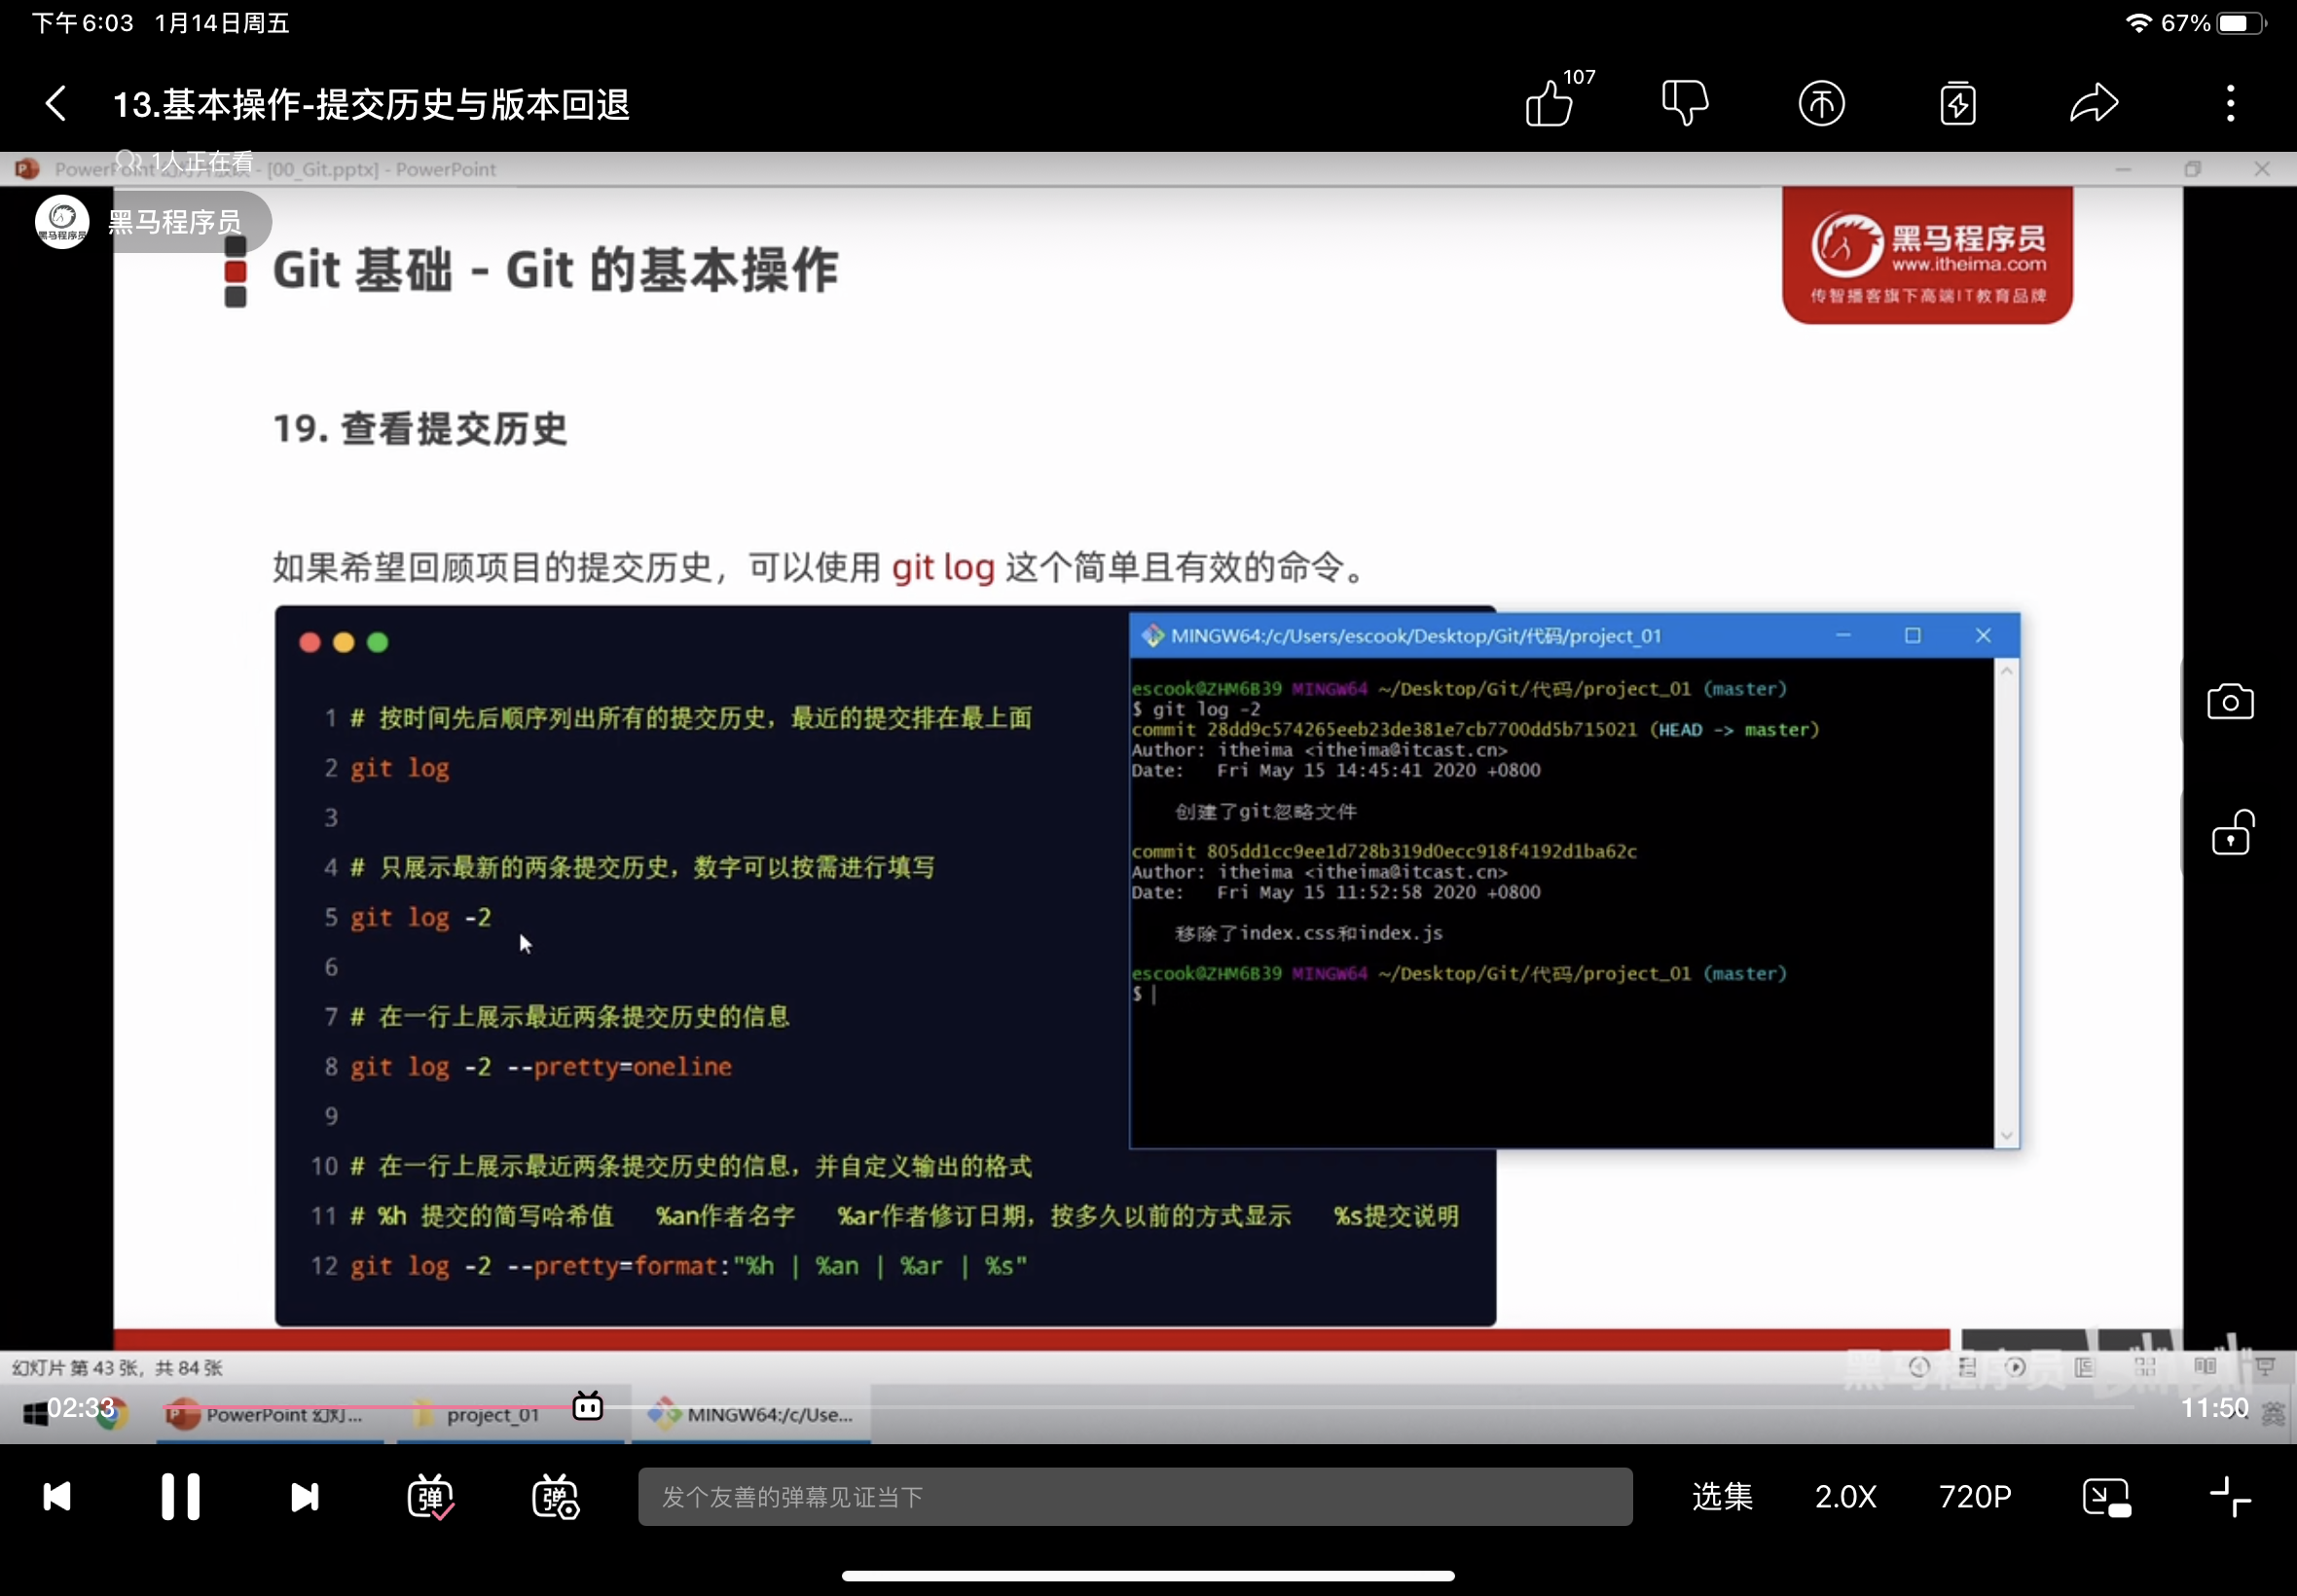 下午6:03 1月14日周五
67%
13.基本操作-提交历史与版本回退
107
PowerPoint 幻灯片放映 - [00_Git.pptx] - PowerPoint
1人正在看
黑马程序员
黑马程序员
Git 基础 - Git 的基本操作
黑马程序员
www.itheima.com
传智播客旗下高端IT教育品牌
19. 查看提交历史
如果希望回顾项目的提交历史，可以使用 git log 这个简单且有效的命令。
1 # 按时间先后顺序列出所有的提交历史，最近的提交排在最上面
2 git log
3
4 # 只展示最新的两条提交历史，数字可以按需进行填写
5 git log -2
6
7 # 在一行上展示最近两条提交历史的信息
8 git log -2 --pretty=oneline
9
10 # 在一行上展示最近两条提交历史的信息，并自定义输出的格式
11 # %h 提交的简写哈希值 %an作者名字 %ar作者修订日期，按多久以前的方式显示 %s提交说明
12 git log -2 --pretty=format:"%h | %an | %ar | %s"
MINGW64:/c/Users/escook/Desktop/Git/代码/project_01
escook@ZHM6B39 MINGW64 ~/Desktop/Git/代码/project_01 (master)
$ git log -2
commit 28dd9c574265eeb23de381e7cb7700dd5b715021 (HEAD -> master)
Author: itheima <itheima@itcast.cn>
Date: Fri May 15 14:45:41 2020 +0800
创建了git忽略文件
commit 805dd1cc9ee1d728b319d0ecc918f4192d1ba62c
Author: itheima <itheima@itcast.cn>
Date: Fri May 15 11:52:58 2020 +0800
移除了index.css和index.js
escook@ZHM6B39 MINGW64 ~/Desktop/Git/代码/project_01 (master)
$
幻灯片 第 43 张，共 84 张
黑马程序员 bilibili
02:33
PowerPoint 幻灯...
project_01
MINGW64:/c/Use...
11:50
英
弹
弹
发个友善的弹幕见证当下
选集
2.0X
720P